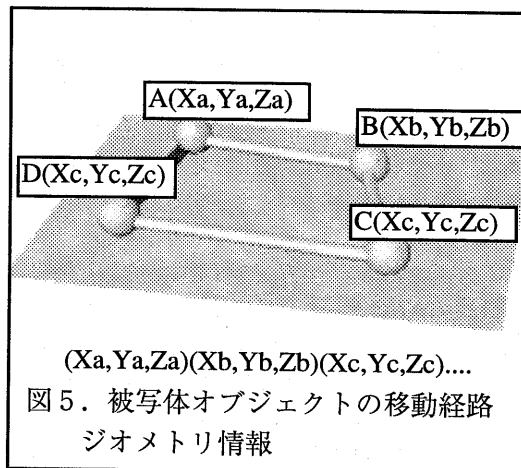 A(Xa,Ya,Za)
B(Xb,Yb,Zb)
D(Xc,Yc,Zc)
C(Xc,Yc,Zc)
(Xa,Ya,Za)(Xb,Yb,Zb)(Xc,Yc,Zc)....
図5．被写体オブジェクトの移動経路
ジオメトリ情報